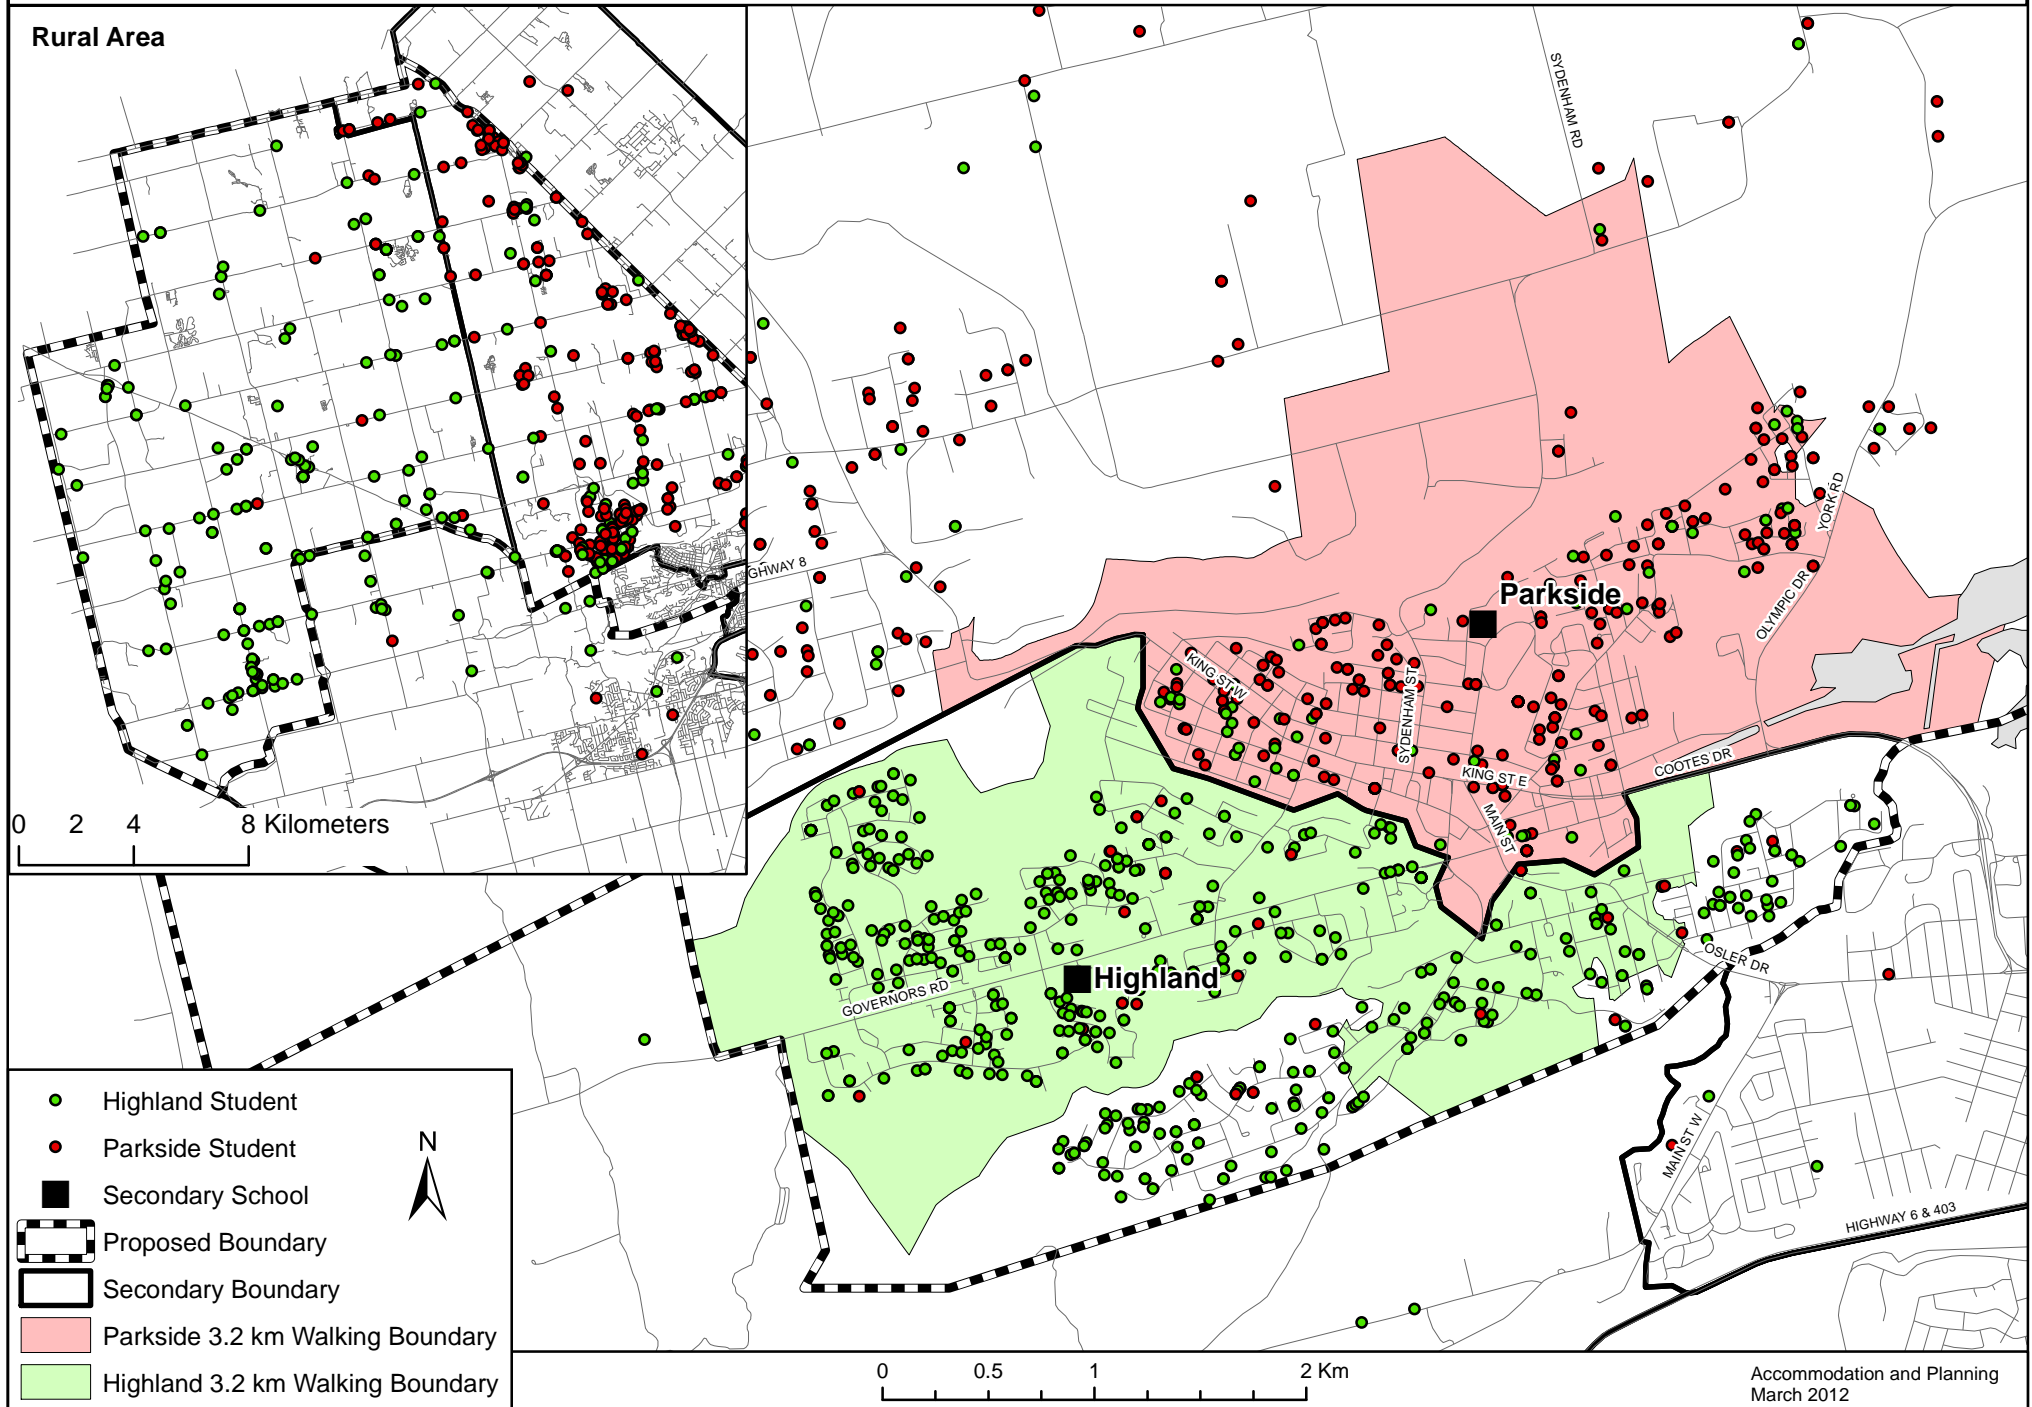 Rural Area
0 2 4 8 Kilometers
SYDENHAM RD
GHWAY 8
YORK RD
OLYMPIC DR
Parkside
KING ST W
SYDENHAM ST
KING ST E
COOTES DR
MAIN ST
OSLER DR
Highland
GOVERNORS RD
MAIN ST W
HIGHWAY 6 & 403
Highland Student
Parkside Student
N
Secondary School
Proposed Boundary
Secondary Boundary
Parkside 3.2 km Walking Boundary
Highland 3.2 km Walking Boundary
0 0.5 1 2 Km
Accommodation and Planning
March 2012